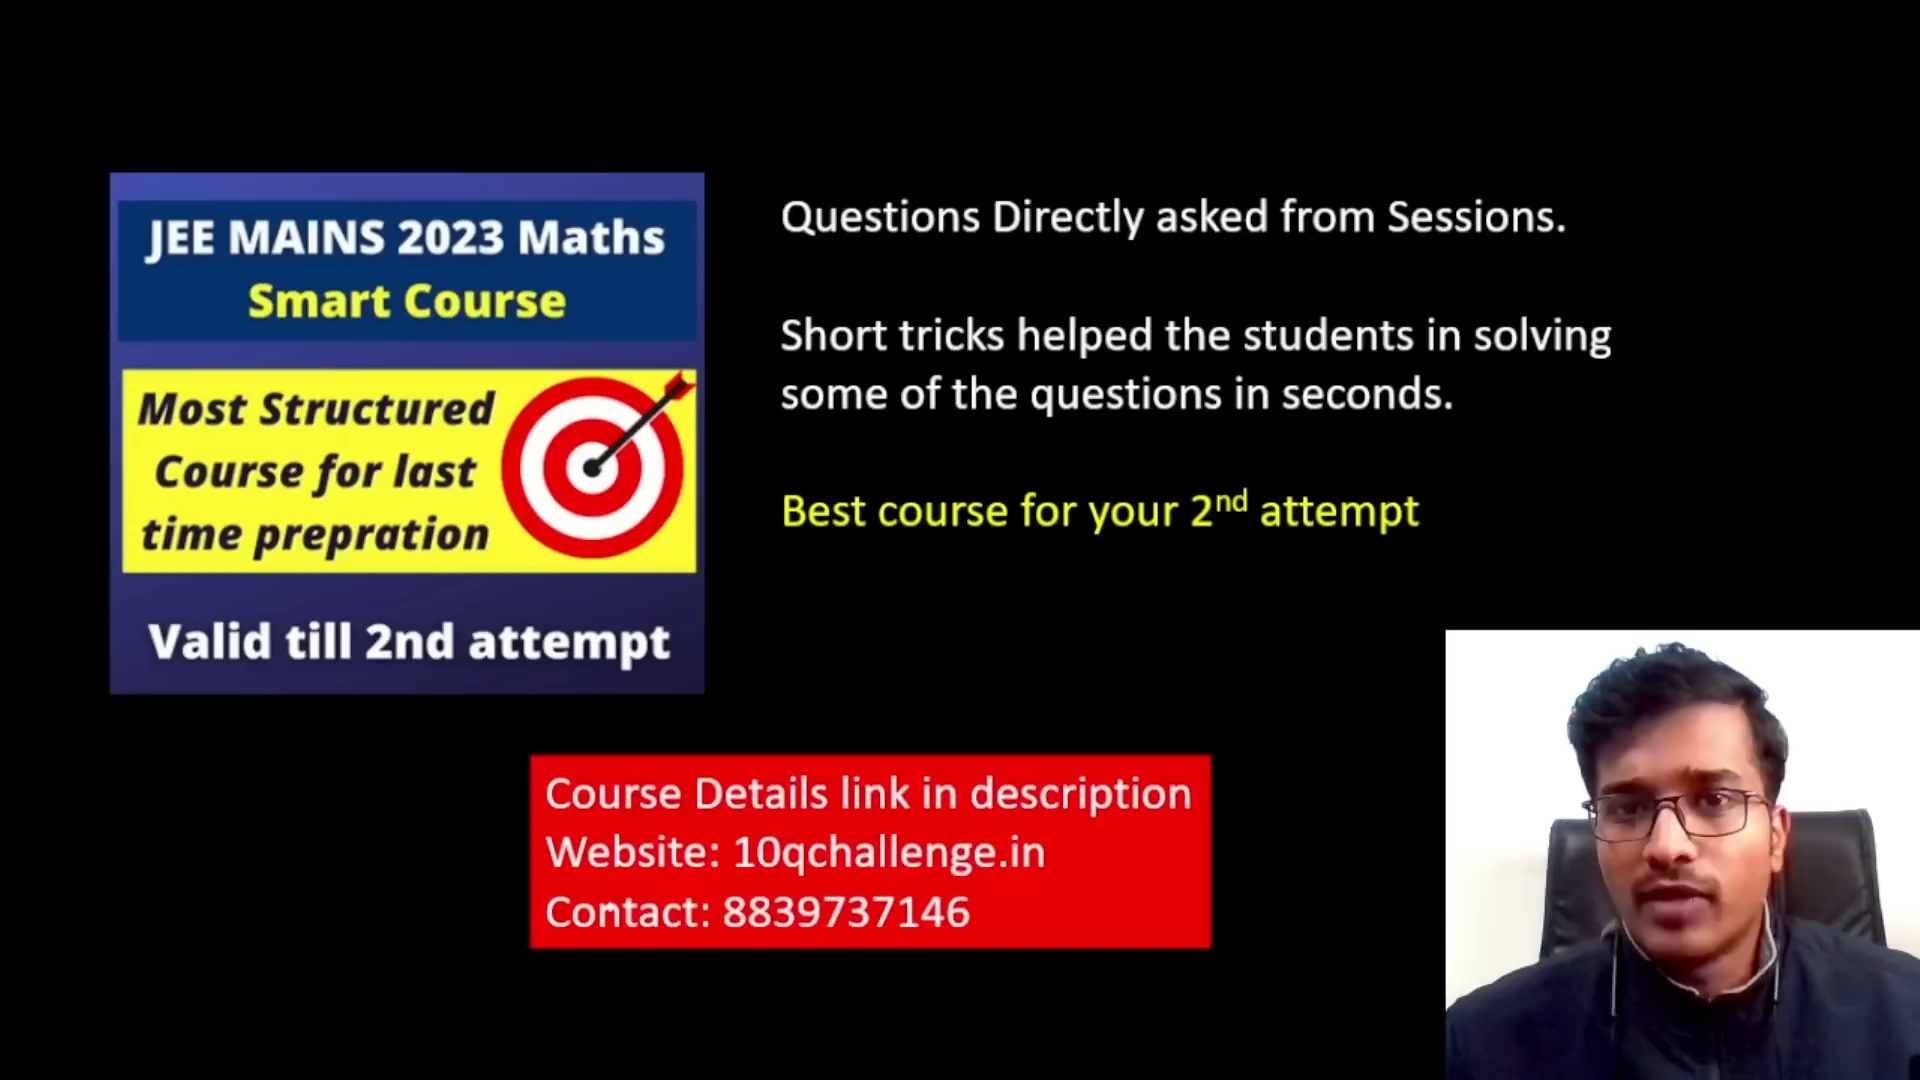 JEE MAINS 2023 Maths
Smart Course
Most Structured
Course for last
time prepration
Valid till 2nd attempt
Questions Directly asked from Sessions.
Short tricks helped the students in solving
some of the questions in seconds.
Best course for your 2nd attempt
Course Details link in description
Website: 10qchallenge.in
Contact: 8839737146